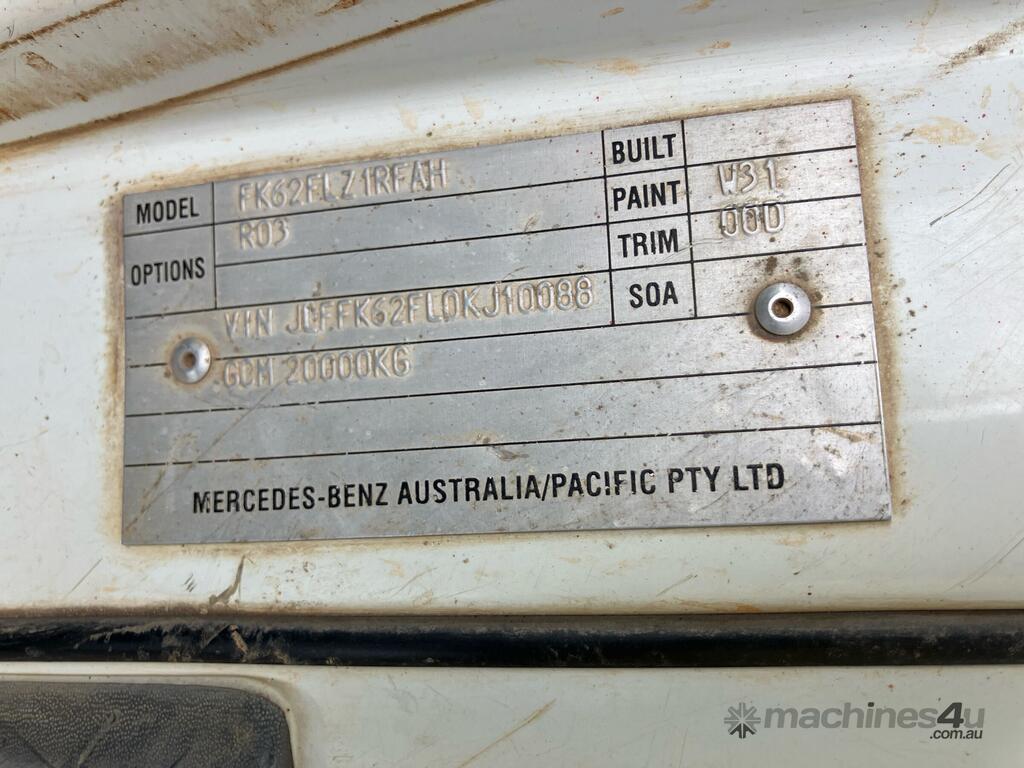 MODEL FK62FLZ1RFAH BUILT
OPTIONS R03 PAINT W31
TRIM 00D
VIN JLFFK62FL0KJ10088 SOA
GCM 20000KG
MERCEDES-BENZ AUSTRALIA/PACIFIC PTY LTD
machines4u
.com.au